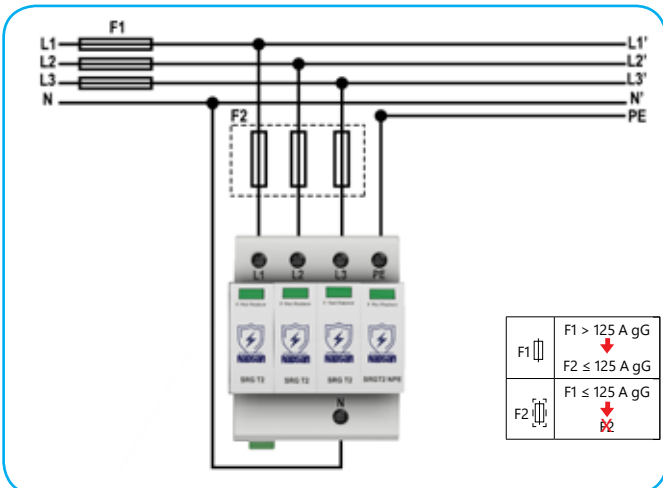 F1
L1 L1'
L2 L2'
L3 L3'
N N'
F2 PE
L1 L2 L3 PE
SRG T2 SRG T2 SRG T2 SRGT2 NPE
N
F1 F1 > 125 A gG
F2 ≤ 125 A gG
F2 F1 ≤ 125 A gG
F2